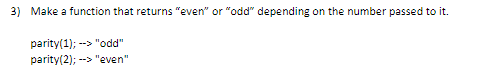 3) Make a function that returns “even” or “odd” depending on the number passed to it.
parity(1); --> "odd"
parity(2); --> "even"